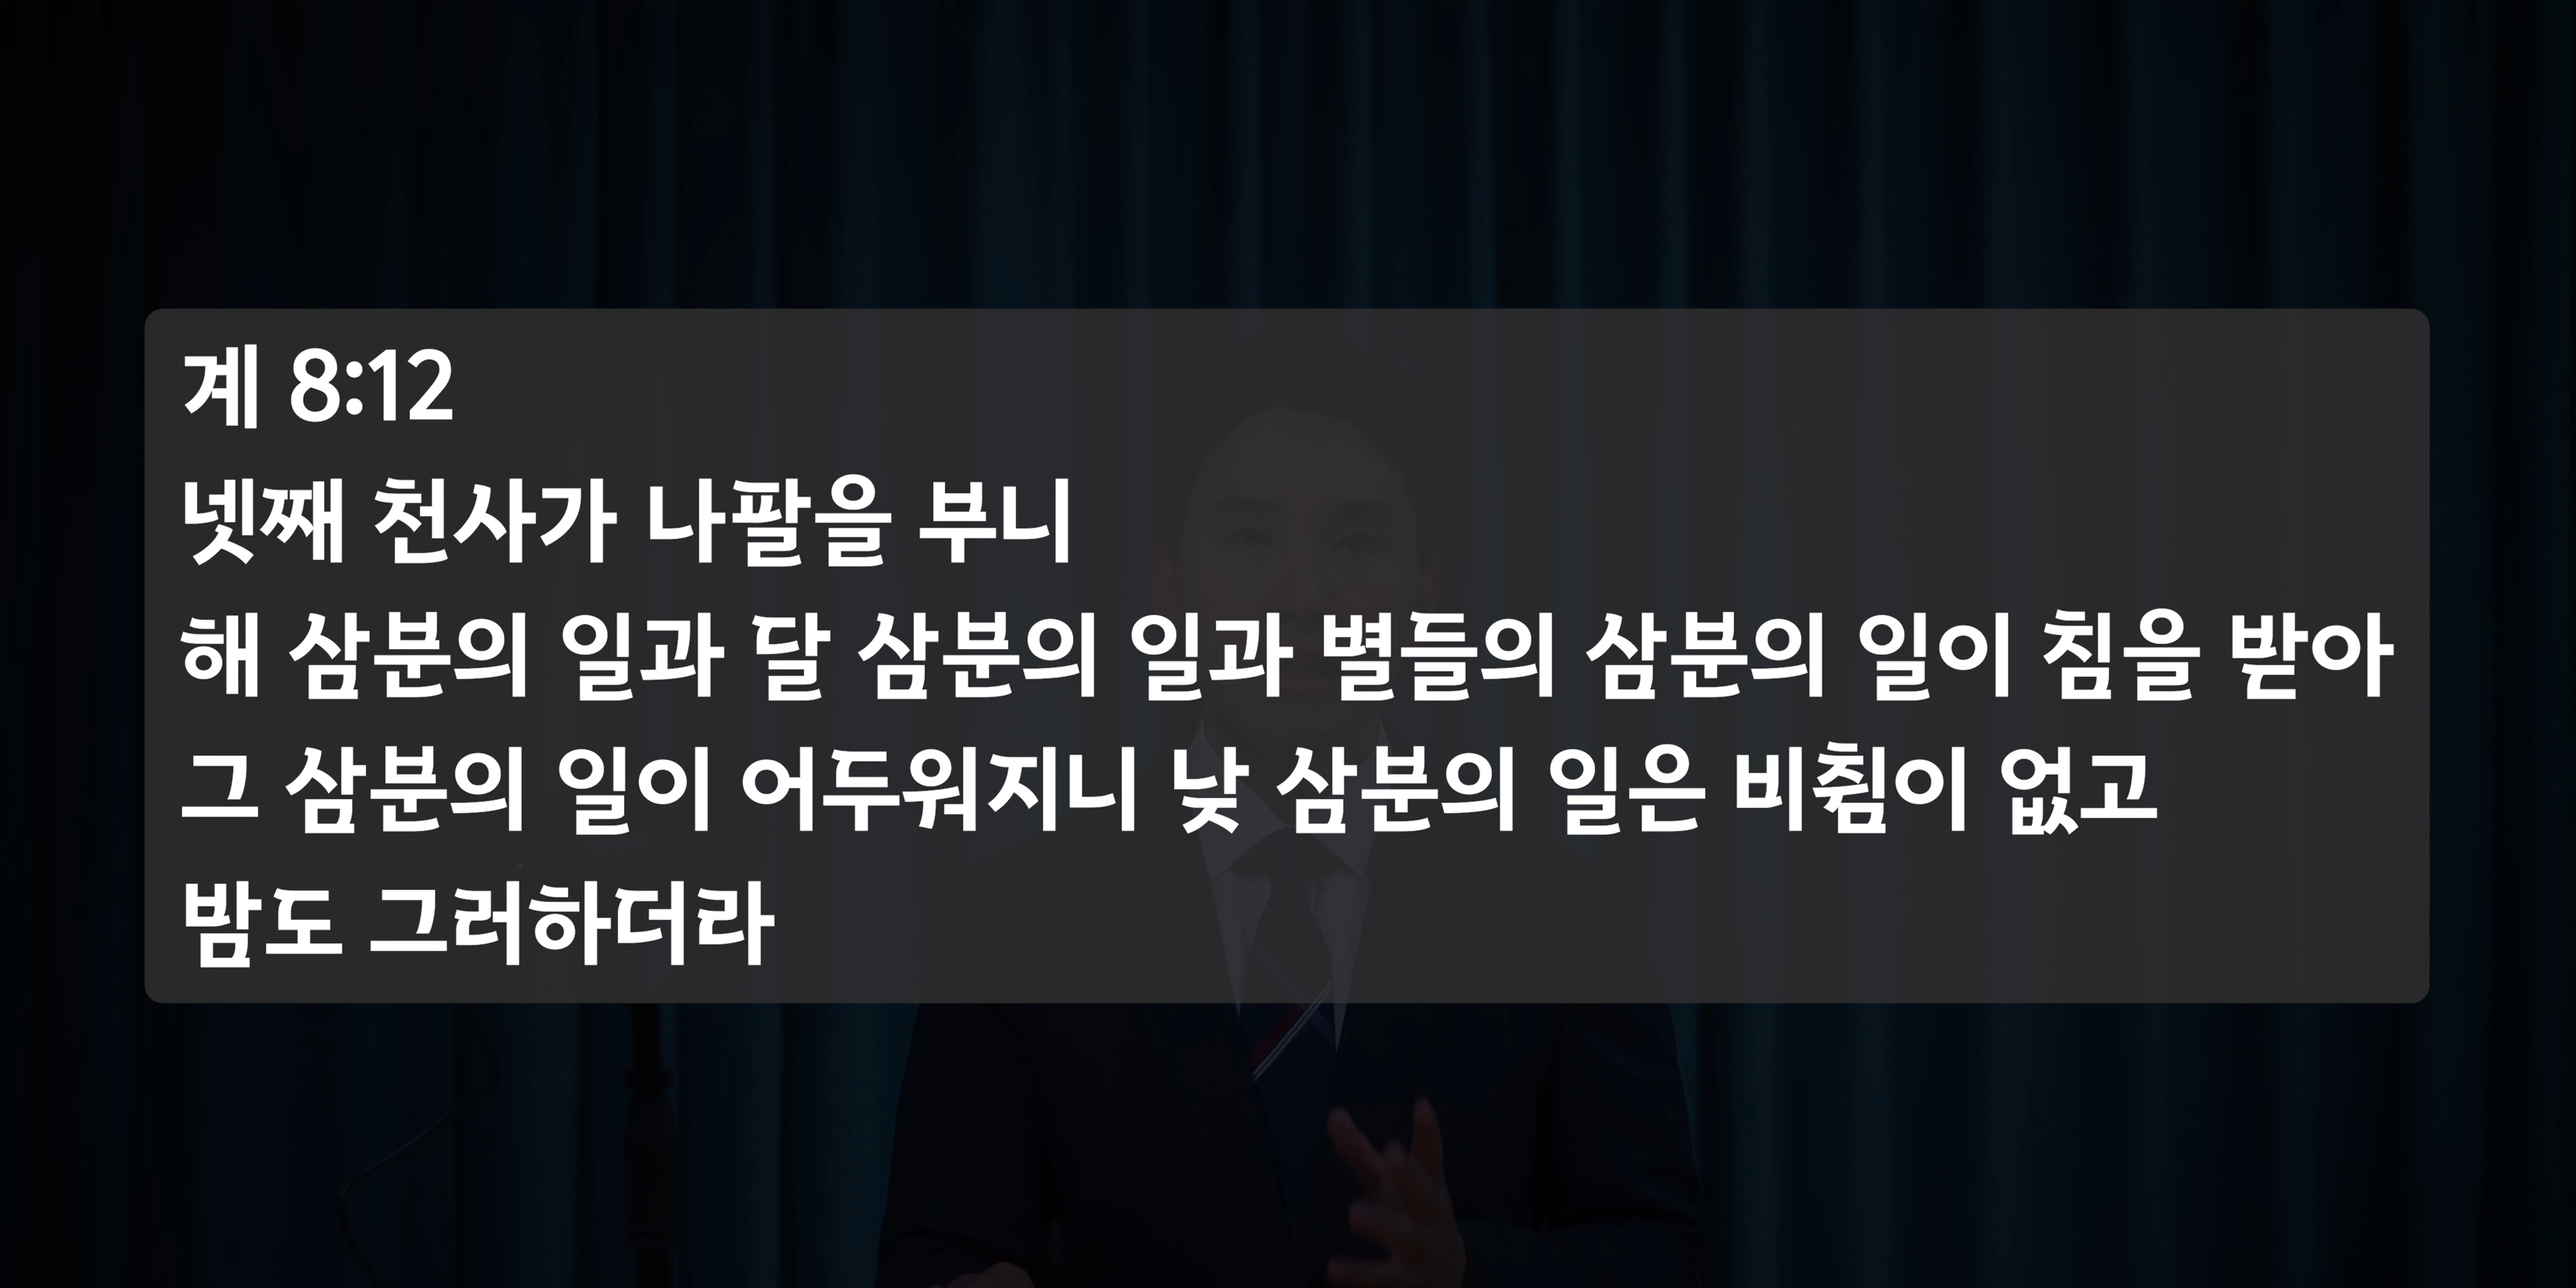 계 8:12
넷째 천사가 나팔을 부니
해 삼분의 일과 달 삼분의 일과 별들의 삼분의 일이 침을 받아
그 삼분의 일이 어두워지니 낮 삼분의 일은 비췸이 없고
밤도 그러하더라